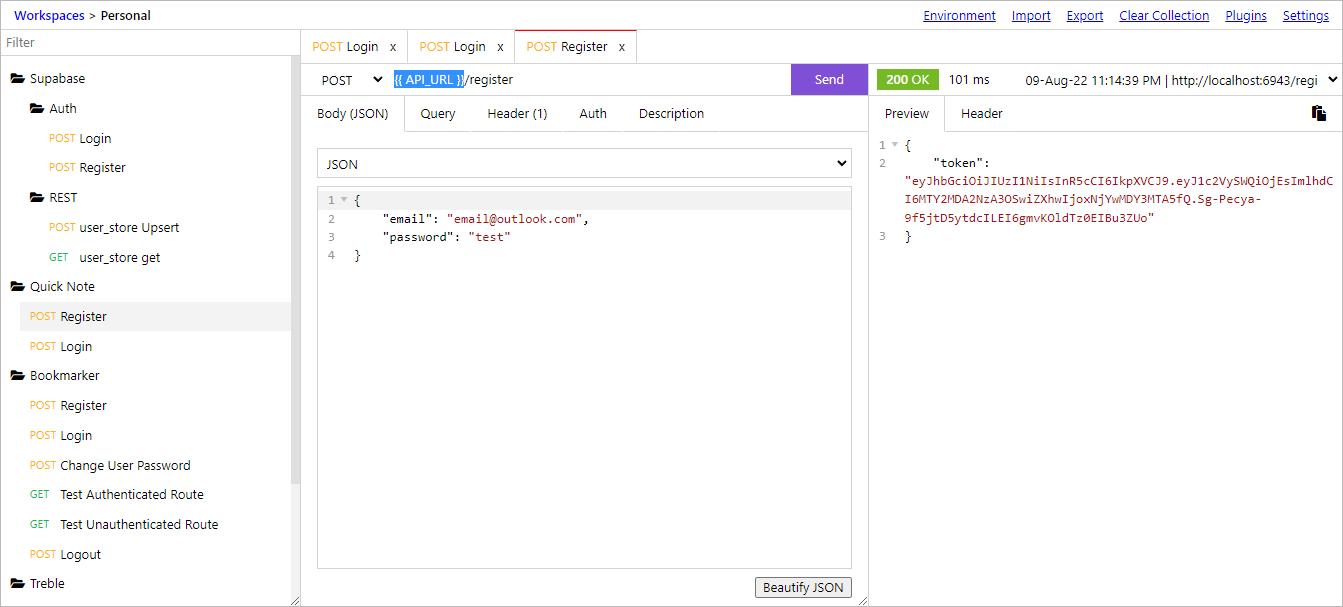 Workspaces > Personal
Environment Import Export Clear Collection Plugins Settings
Filter
Supabase
Auth
POST Login
POST Register
REST
POST user_store Upsert
GET user_store get
Quick Note
POST Register
POST Login
Bookmarker
POST Register
POST Login
POST Change User Password
GET Test Authenticated Route
GET Test Unauthenticated Route
POST Logout
Treble
POST Login x POST Login x POST Register x
POST {{ API_URL }}/register Send
Body (JSON) Query Header (1) Auth Description
JSON
1 {
2 "email": "email@outlook.com",
3 "password": "test"
4 }
Beautify JSON
200 OK 101 ms 09-Aug-22 11:14:39 PM | http://localhost:6943/regi
Preview Header
1 {
2 "token":
"eyJhbGciOiJIUzI1NiIsInR5cCI6IkpXVCJ9.eyJ1c2VySWQiOjEsImlhdC
I6MTY2MDA2NzA3OSwiZXhwIjoxNjYwMDY3MTA5fQ.Sg-Pecya-
9f5jtD5ytdcILEI6gmvKOldTz0EIBu3ZUo"
3 }